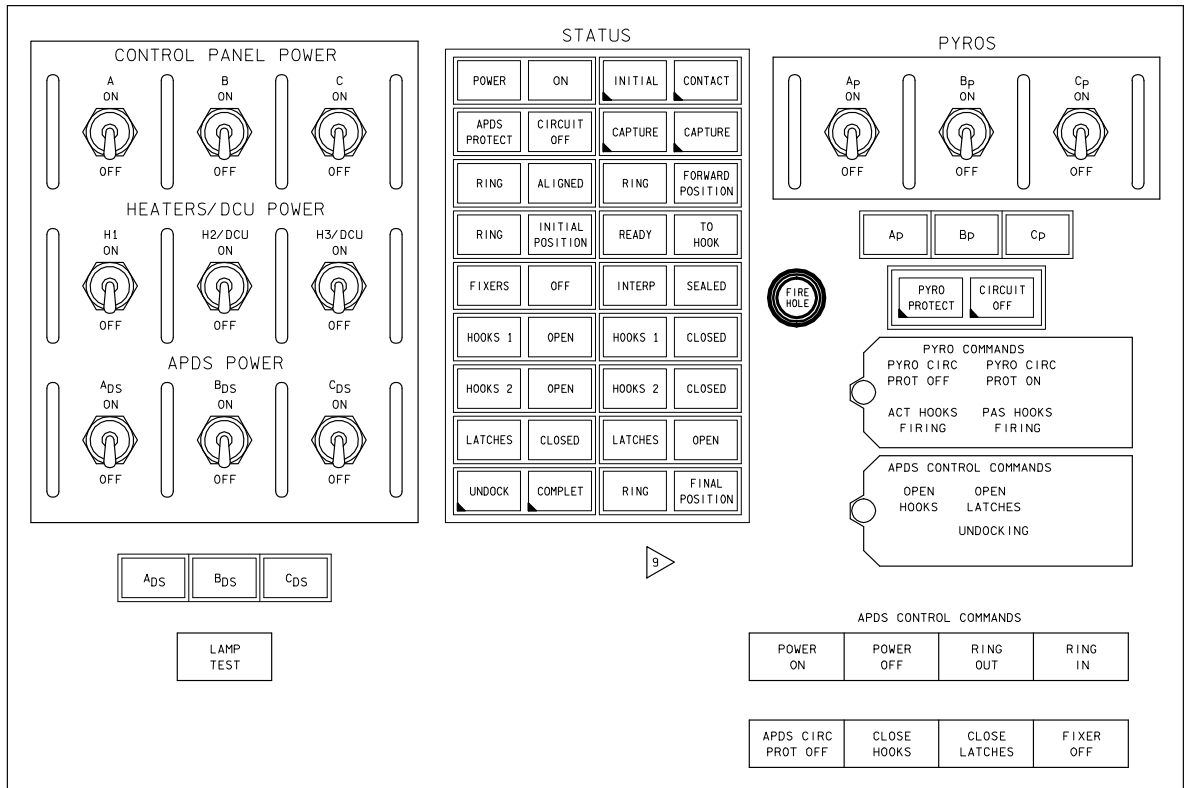 CONTROL PANEL POWER
A B C
ON ON ON
OFF OFF OFF
HEATERS/DCU POWER
H1 H2/DCU H3/DCU
ON ON ON
OFF OFF OFF
APDS POWER
ADS BDS CDS
ON ON ON
OFF OFF OFF
ADS BDS CDS
LAMP
TEST
STATUS
POWER ON INITIAL CONTACT
APDS
PROTECT
CIRCUIT
OFF
CAPTURE CAPTURE
RING ALIGNED RING
FORWARD
POSITION
RING
INITIAL
POSITION
READY
TO
HOOK
FIXERS OFF INTERP SEALED
HOOKS 1 OPEN HOOKS 1 CLOSED
HOOKS 2 OPEN HOOKS 2 CLOSED
LATCHES CLOSED LATCHES OPEN
UNDOCK COMPLET RING
FINAL
POSITION
9
PYROS
AP BP CP
ON ON ON
OFF OFF OFF
AP BP CP
FIRE
HOLE
PYRO
PROTECT
CIRCUIT
OFF
PYRO COMMANDS
PYRO CIRC PYRO CIRC
PROT OFF PROT ON
ACT HOOKS PAS HOOKS
FIRING FIRING
APDS CONTROL COMMANDS
OPEN OPEN
HOOKS LATCHES
UNDOCKING
APDS CONTROL COMMANDS
POWER
ON
POWER
OFF
RING
OUT
RING
IN
APDS CIRC
PROT OFF
CLOSE
HOOKS
CLOSE
LATCHES
FIXER
OFF